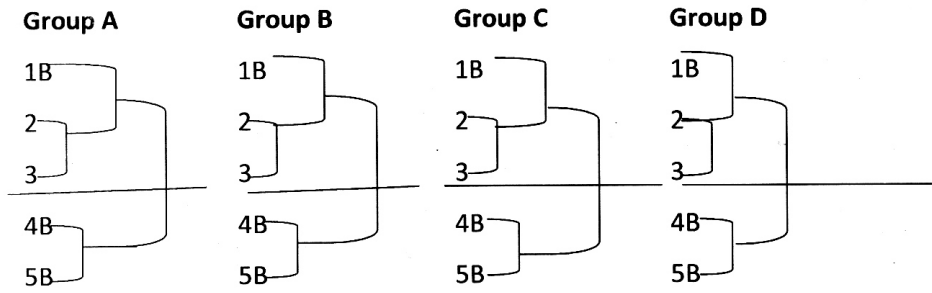 Group A Group B Group C Group D
1B 1B 1B 1B
2 2 2 2
3 3 3 3
4B 4B 4B 4B
5B 5B 5B 5B